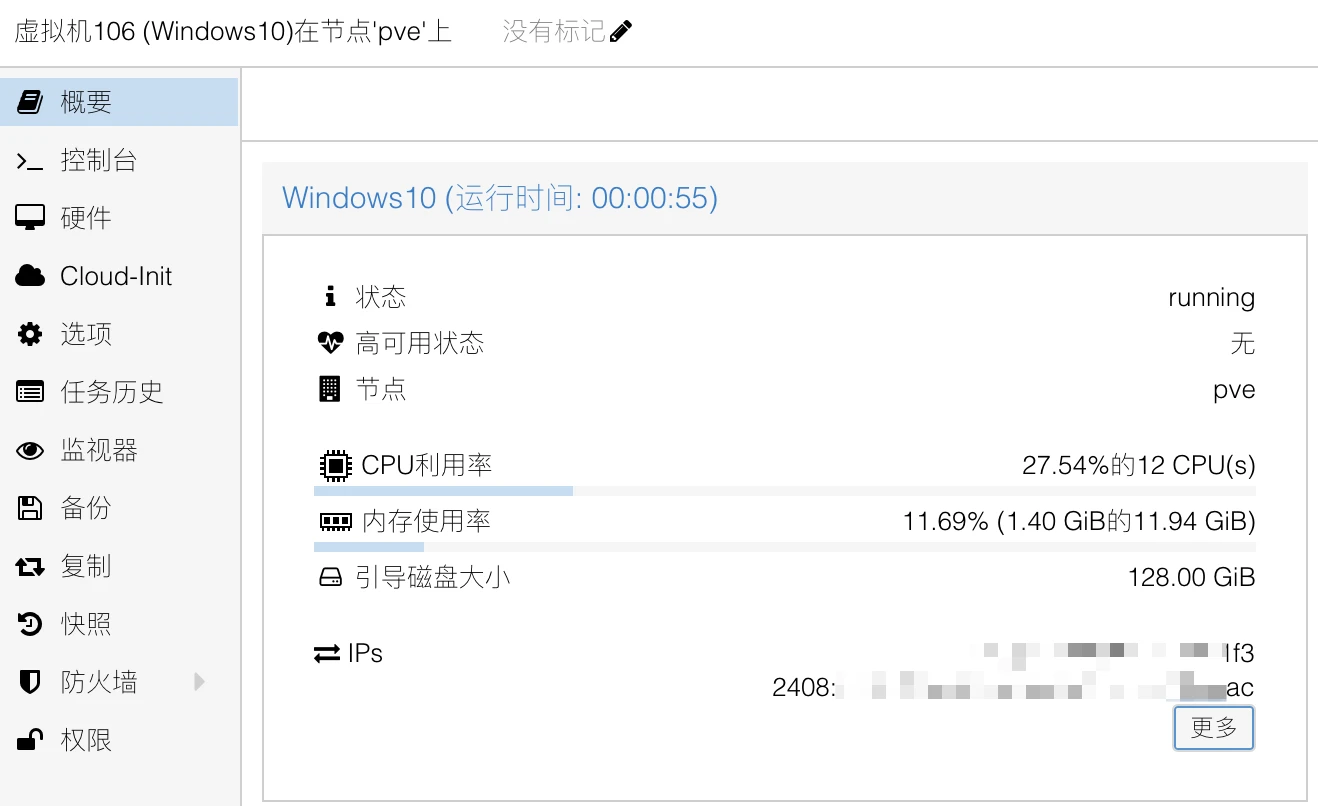 虚拟机106 (Windows10)在节点'pve'上 没有标记
概要
控制台
硬件
Cloud-Init
选项
任务历史
监视器
备份
复制
快照
防火墙
权限
Windows10 (运行时间: 00:00:55)
状态 running
高可用状态 无
节点 pve
CPU利用率 27.54%的12 CPU(s)
内存使用率 11.69% (1.40 GiB的11.94 GiB)
引导磁盘大小 128.00 GiB
IPs 1f3
2408: ac
更多